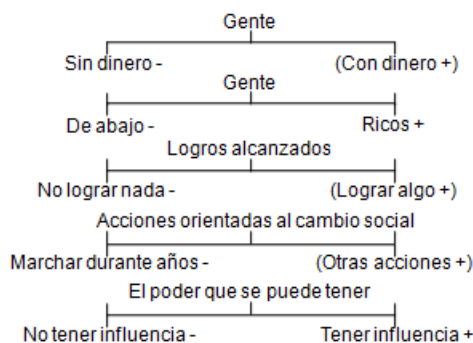 Gente
Sin dinero - (Con dinero +)
Gente
De abajo - Ricos +
Logros alcanzados
No lograr nada - (Lograr algo +)
Acciones orientadas al cambio social
Marchar durante años - (Otras acciones +)
El poder que se puede tener
No tener influencia - Tener influencia +